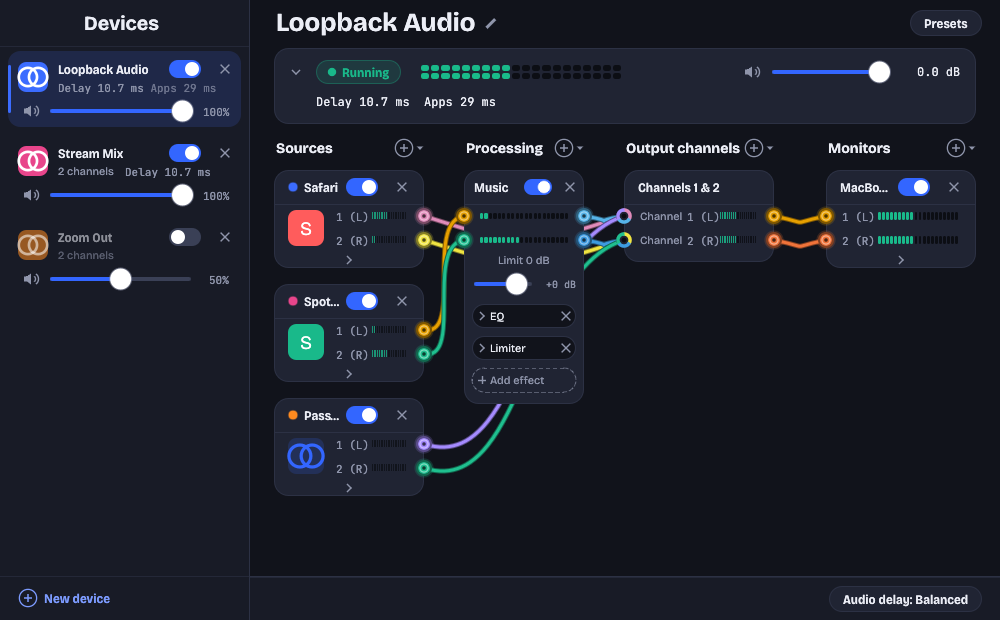 Devices
Loopback Audio
Delay 10.7 ms Apps 29 ms
100%
Stream Mix
2 channels Delay 10.7 ms
100%
Zoom Out
2 channels
50%
New device
Loopback Audio
Presets
Running
0.0 dB
Delay 10.7 ms Apps 29 ms
Sources
Processing
Output channels
Monitors
Safari
S
1 (L)
2 (R)
Spot...
S
1 (L)
2 (R)
Pass...
1 (L)
2 (R)
Music
Limit 0 dB
+0 dB
EQ
Limiter
+ Add effect
Channels 1 & 2
Channel 1 (L)
Channel 2 (R)
MacBo...
1 (L)
2 (R)
Audio delay: Balanced